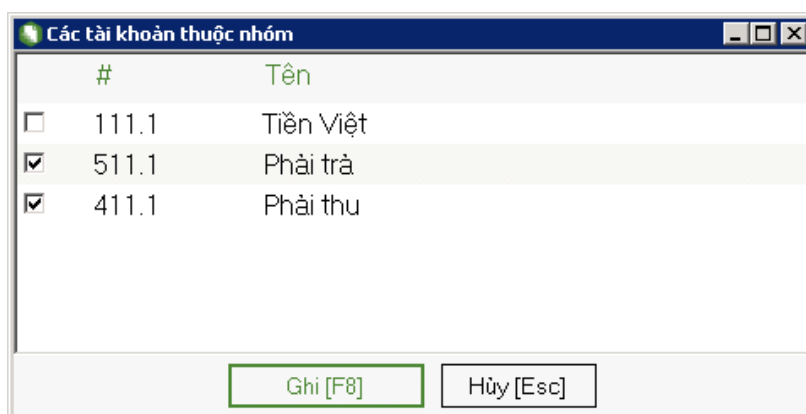 Các tài khoản thuộc nhóm
# Tên
111.1 Tiền Việt
511.1 Phải trả
411.1 Phải thu
Ghi [F8] Hủy [Esc]